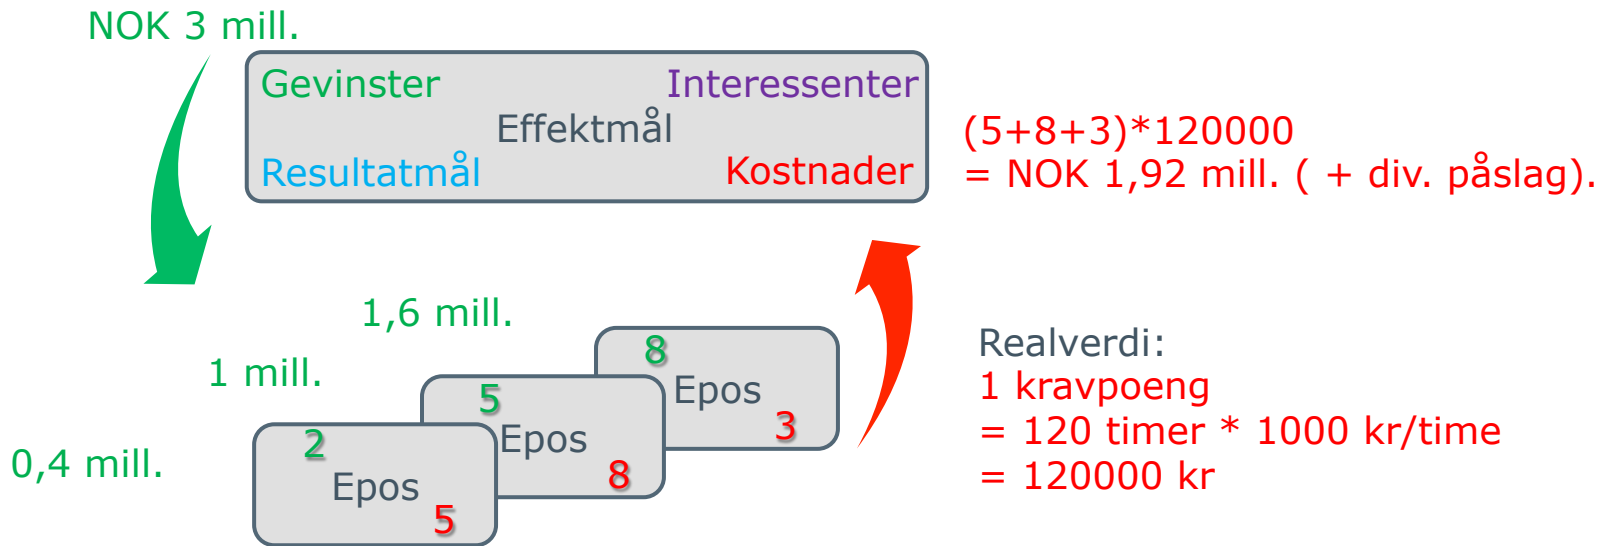 NOK 3 mill.
Gevinster
Interessenter
Effektmål
Resultatmål
Kostnader
(5+8+3)*120000
= NOK 1,92 mill. ( + div. påslag).
1,6 mill.
8
Epos
3
1 mill.
5
Epos
8
0,4 mill.
2
Epos
5
Realverdi:
1 kravpoeng
= 120 timer * 1000 kr/time
= 120000 kr